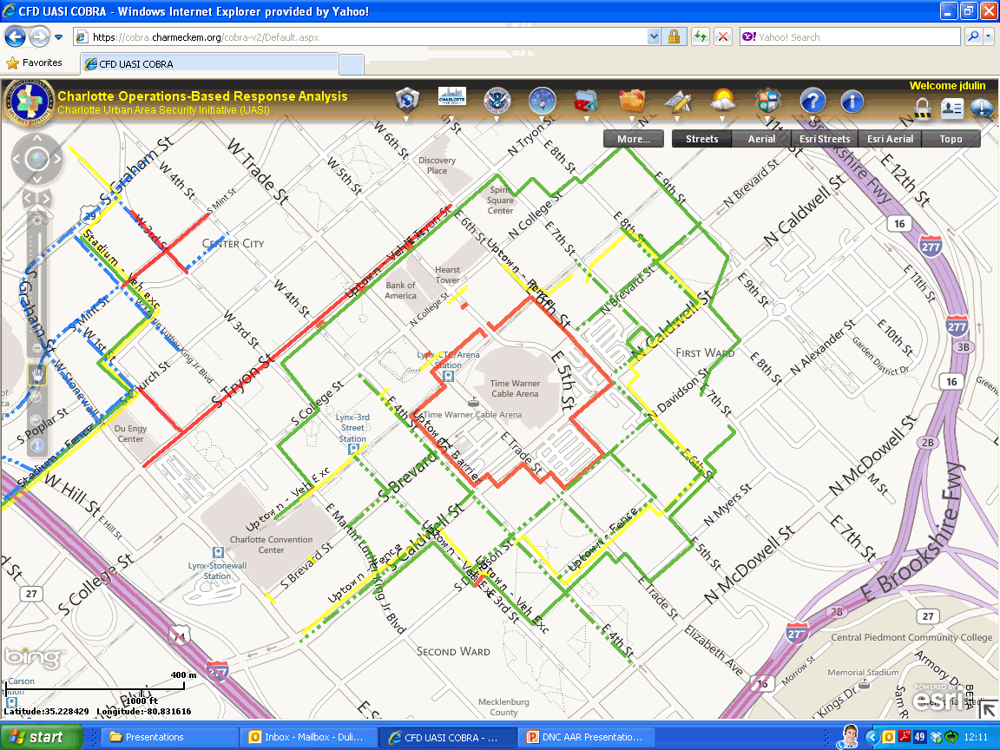 CFD UASI COBRA - Windows Internet Explorer provided by Yahoo!
https://cobra.charmeckem.org/cobra-v2/Default.aspx
Yahoo! Search
Favorites
CFD UASI COBRA
Charlotte Operations-Based Response Analysis
Charlotte Urban Area Security Initiative (UASI)
Welcome jdulin
More...
Streets
Aerial
Esri Streets
Esri Aerial
Topo
S Graham St
W 4th St
W Trade St
W 5th St
W 6th St
Discovery
Place
N Tryon St
E 8th St
E 9th St
N Brevard St
N Caldwell St
Brookshire Fwy
E 12th St
16
277
29
S Mint St
W 3rd St
CENTER CITY
Spirit
Square
Center
N College St
E 6th St
E 7th St
E 8th St
E 11th St
Stadium - Veh exc
Uptown - Veh Exc
N Tryon St
Hearst
Tower
Bank of
America
Uptown - Fence
N Brevard St
E 9th St
S Graham St
S Mint St
W 4th St
N College St
E 5th St
N Caldwell St
277
3B
E 10th St
N Alexander St
Garden District Dr
W 1st St
W Martin Luther King Jr Blvd
W 3rd St
Lynx-CTC/Arena
Station
FIRST WARD
E 8th St
16
W Stonewall
S Church St
S Tryon St
S College St
Time Warner
Cable Arena
E 5th St
N Davidson St
E 7th St
S Poplar St
Du Engy
Center
E 4th St
Time Warner Cable Arena
Lynx-3rd
Street
Station
E Trade St
2B
Stadium - Fence
W Hill St
E Hill St
Uptown - Barrier
S Brevard St
E 6th St
N McDowell St
M St
E Brookshire Fwy
Uptown - Veh Exc
N Myers St
E 7th St
Charlotte Convention
Center
E Martin Luther King Jr Blvd
S Caldwell St
Uptown - Fence
E 5th St
N McDowell St
Lynx-Stonewall
Station
S Brevard St
Uptown - Fence
Uptown - Veh Exc
E 3rd St
E Trade St
S College St
27
2B
27
277
E 4th St
Elizabeth Ave
Central Piedmont Community College
74
SECOND WARD
277
bing
400 m
1000 ft
Latitude:35.228429 Longitude:-80.831616
Mecklenburg
County
16
Morrow St
Memorial Stadium
Armory Dr
Kings Dr
POWERED BY
esri
start
Presentations
Inbox - Mailbox - Duli...
CFD UASI COBRA - ...
DNC AAR Presentatio...
49
12:11